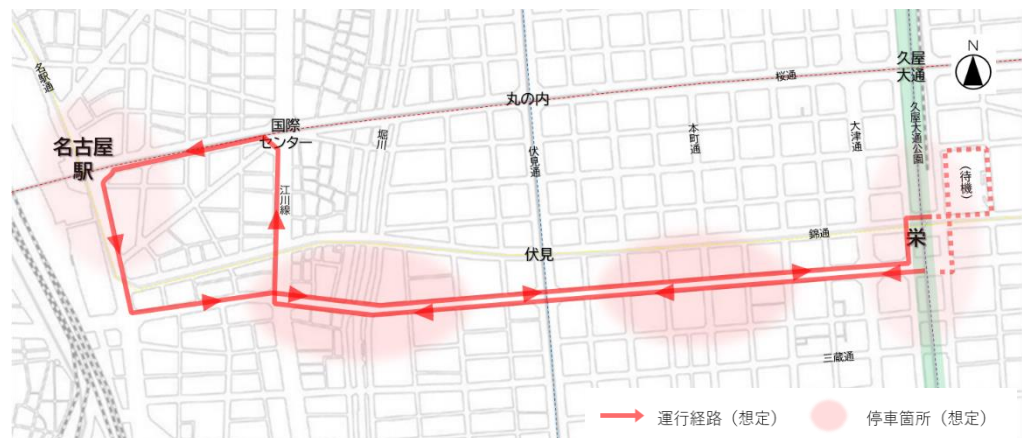 名駅通
名古屋
駅
国際
センター
江川線
堀川
丸の内
伏見通
伏見
本町通
桜通
大津通
久屋
大通
久屋大通公園
N
(待機)
錦通
栄
三蔵通
運行経路（想定）
停車箇所（想定）